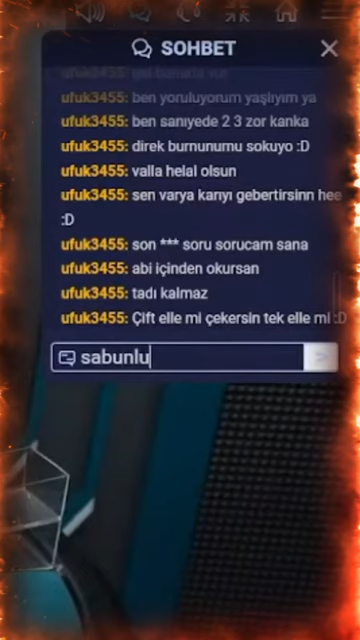 SOHBET
ufuk3455: ben yoruluyorum yaşlıyım ya
ufuk3455: ben sanıyede 2 3 zor kanka
ufuk3455: direk burnunumu sokuyo :D
ufuk3455: valla helal olsun
ufuk3455: sen varya karıyı gebertirsinn hee
:D
ufuk3455: son *** soru sorucam sana
ufuk3455: abi içinden okursan
ufuk3455: tadı kalmaz
ufuk3455: Çift elle mi çekersin tek elle mi :D
sabunlu